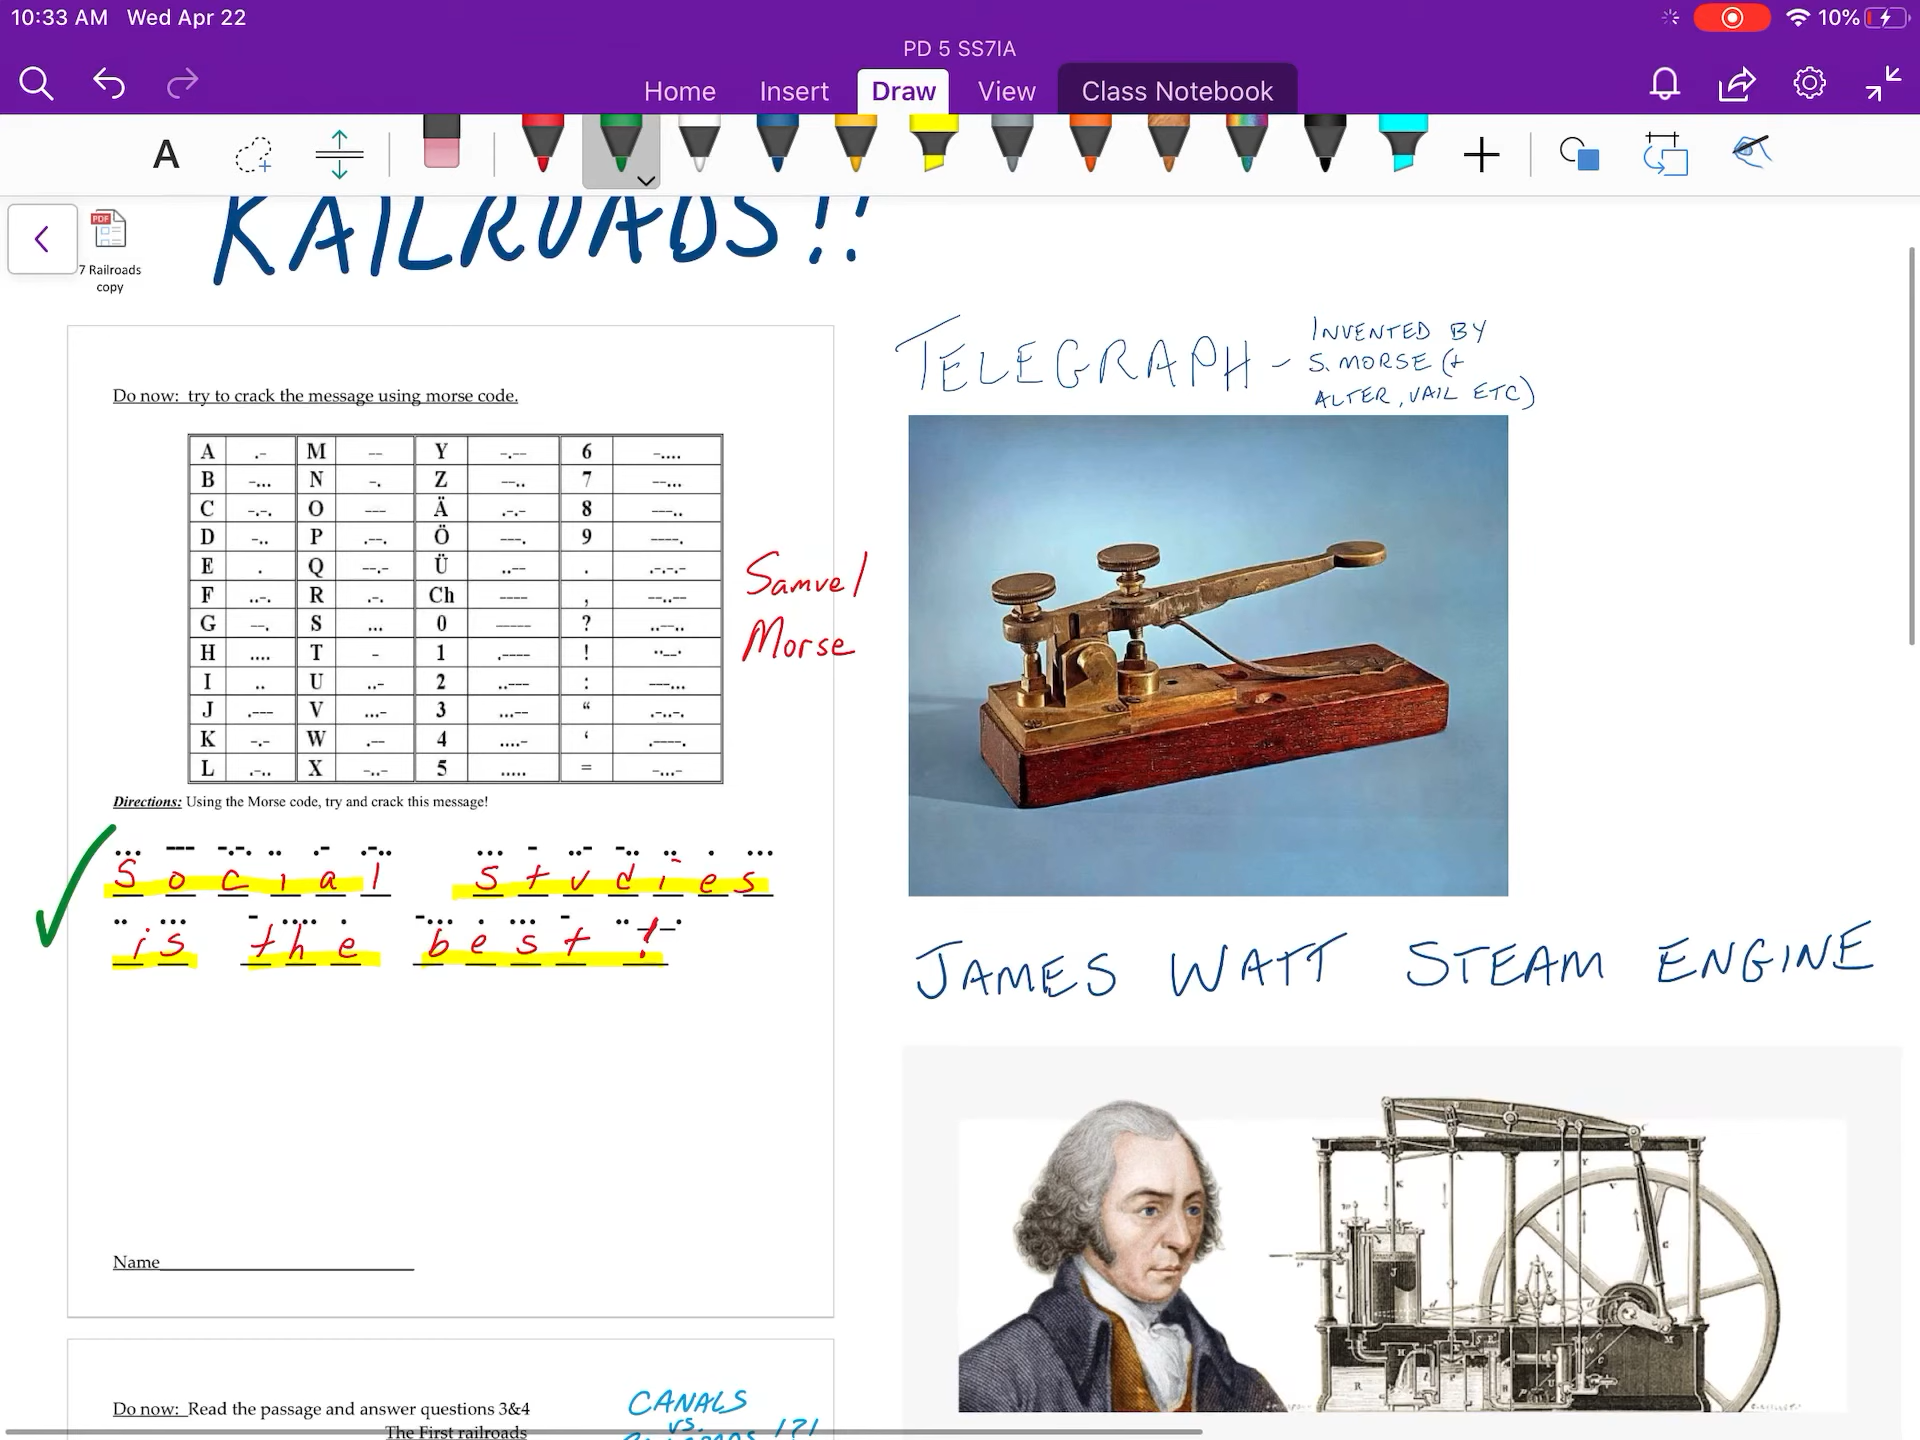 10:33 AM Wed Apr 22
10%
PD 5 SS7IA
Home Insert Draw View Class Notebook
A
PDF
7 Railroads
copy
RAILROADS!!
Do now: try to crack the message using morse code.
A .- M -- Y -.-- 6 -....
B -... N -. Z --.. 7 --...
C -.-. O --- Ä .-.- 8 ---..
D -.. P .--. Ö ---. 9 ----.
E . Q --.- Ü ..-- . .-.-.-
F ..-. R .-. Ch ---- , --..--
G --. S ... 0 ----- ? ..--..
H .... T - 1 .---- ! ..--.
I .. U ..- 2 ..--- : ---...
J .--- V ...- 3 ...-- “ .-..-.
K -.- W .-- 4 ....- ‘ .----.
L .-.. X -..- 5 ..... = -...-
Samuel
Morse
Directions: Using the Morse code, try and crack this message!
... --- -.-. .. .- .-.. ... - ..- -.. .. . ...
Social studies
.. ... - .... . -... . ... - ..--.
is the best !
Name
Do now: Read the passage and answer questions 3&4
The First railroads
CANALS
vs.
TELEGRAPH - INVENTED BY
S. MORSE (+
ALTER, VAIL ETC)
JAMES WATT STEAM ENGINE